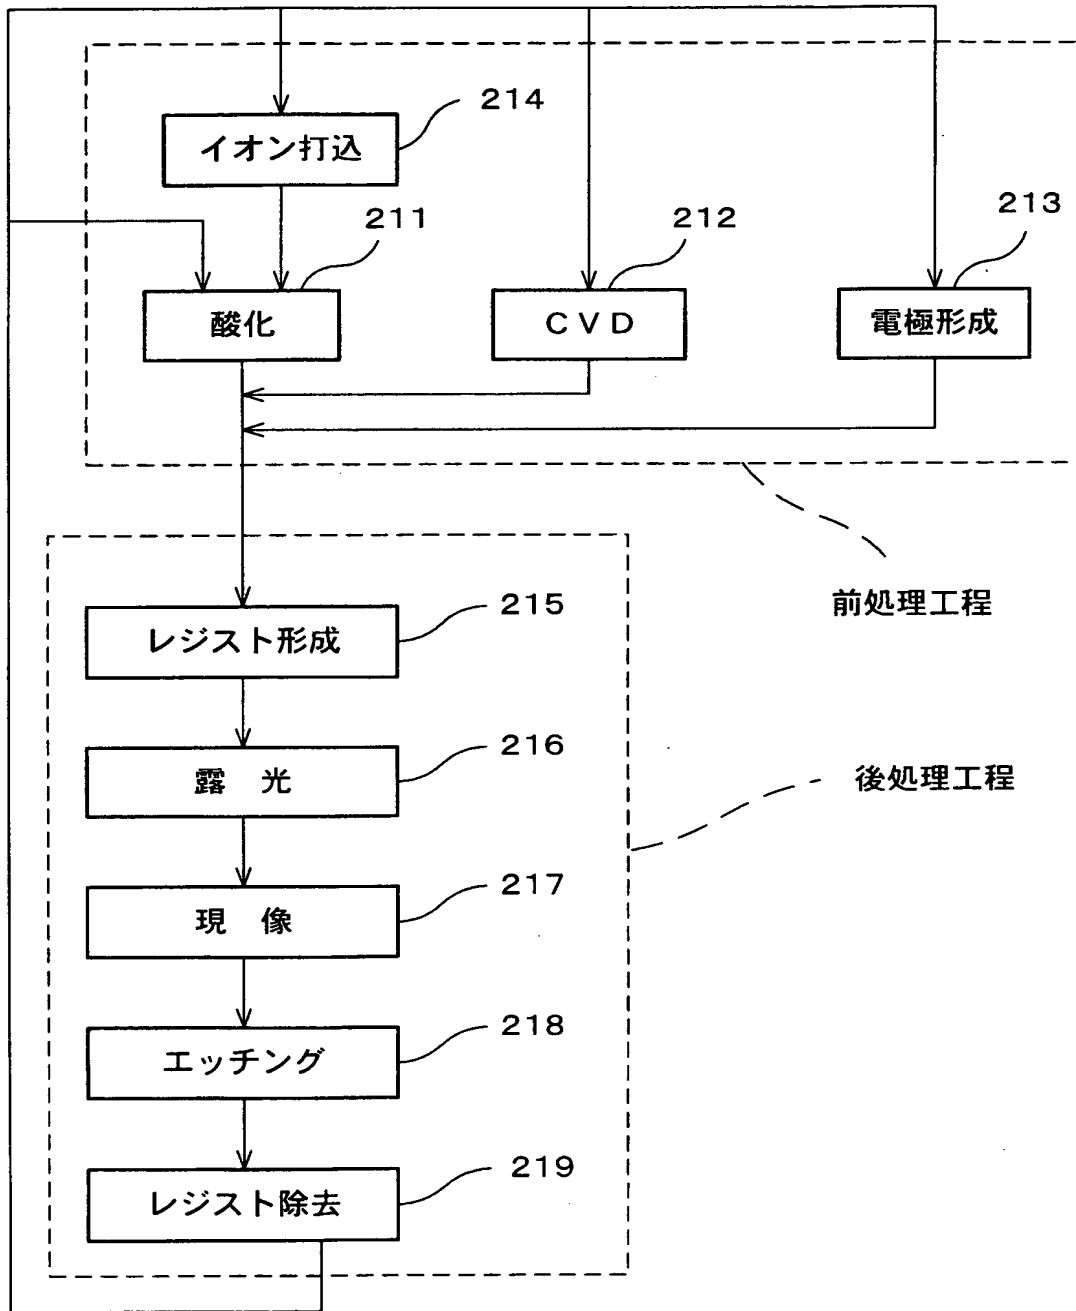 214
イオン打込
211
212
213
酸化
ＣＶＤ
電極形成
215
前処理工程
レジスト形成
216
後処理工程
露　光
217
現　像
218
エッチング
219
レジスト除去